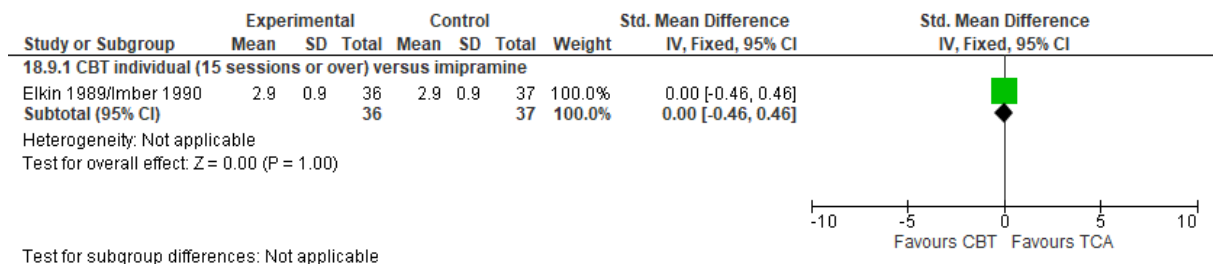 Experimental Control Std. Mean Difference Std. Mean Difference
Study or Subgroup Mean SD Total Mean SD Total Weight IV, Fixed, 95% CI IV, Fixed, 95% CI
18.9.1 CBT individual (15 sessions or over) versus imipramine
Elkin 1989/Imber 1990 2.9 0.9 36 2.9 0.9 37 100.0% 0.00 [-0.46, 0.46]
Subtotal (95% CI) 36 37 100.0% 0.00 [-0.46, 0.46]
Heterogeneity: Not applicable
Test for overall effect: Z = 0.00 (P = 1.00)
-10 -5 0 5 10
Favours CBT Favours TCA
Test for subgroup differences: Not applicable